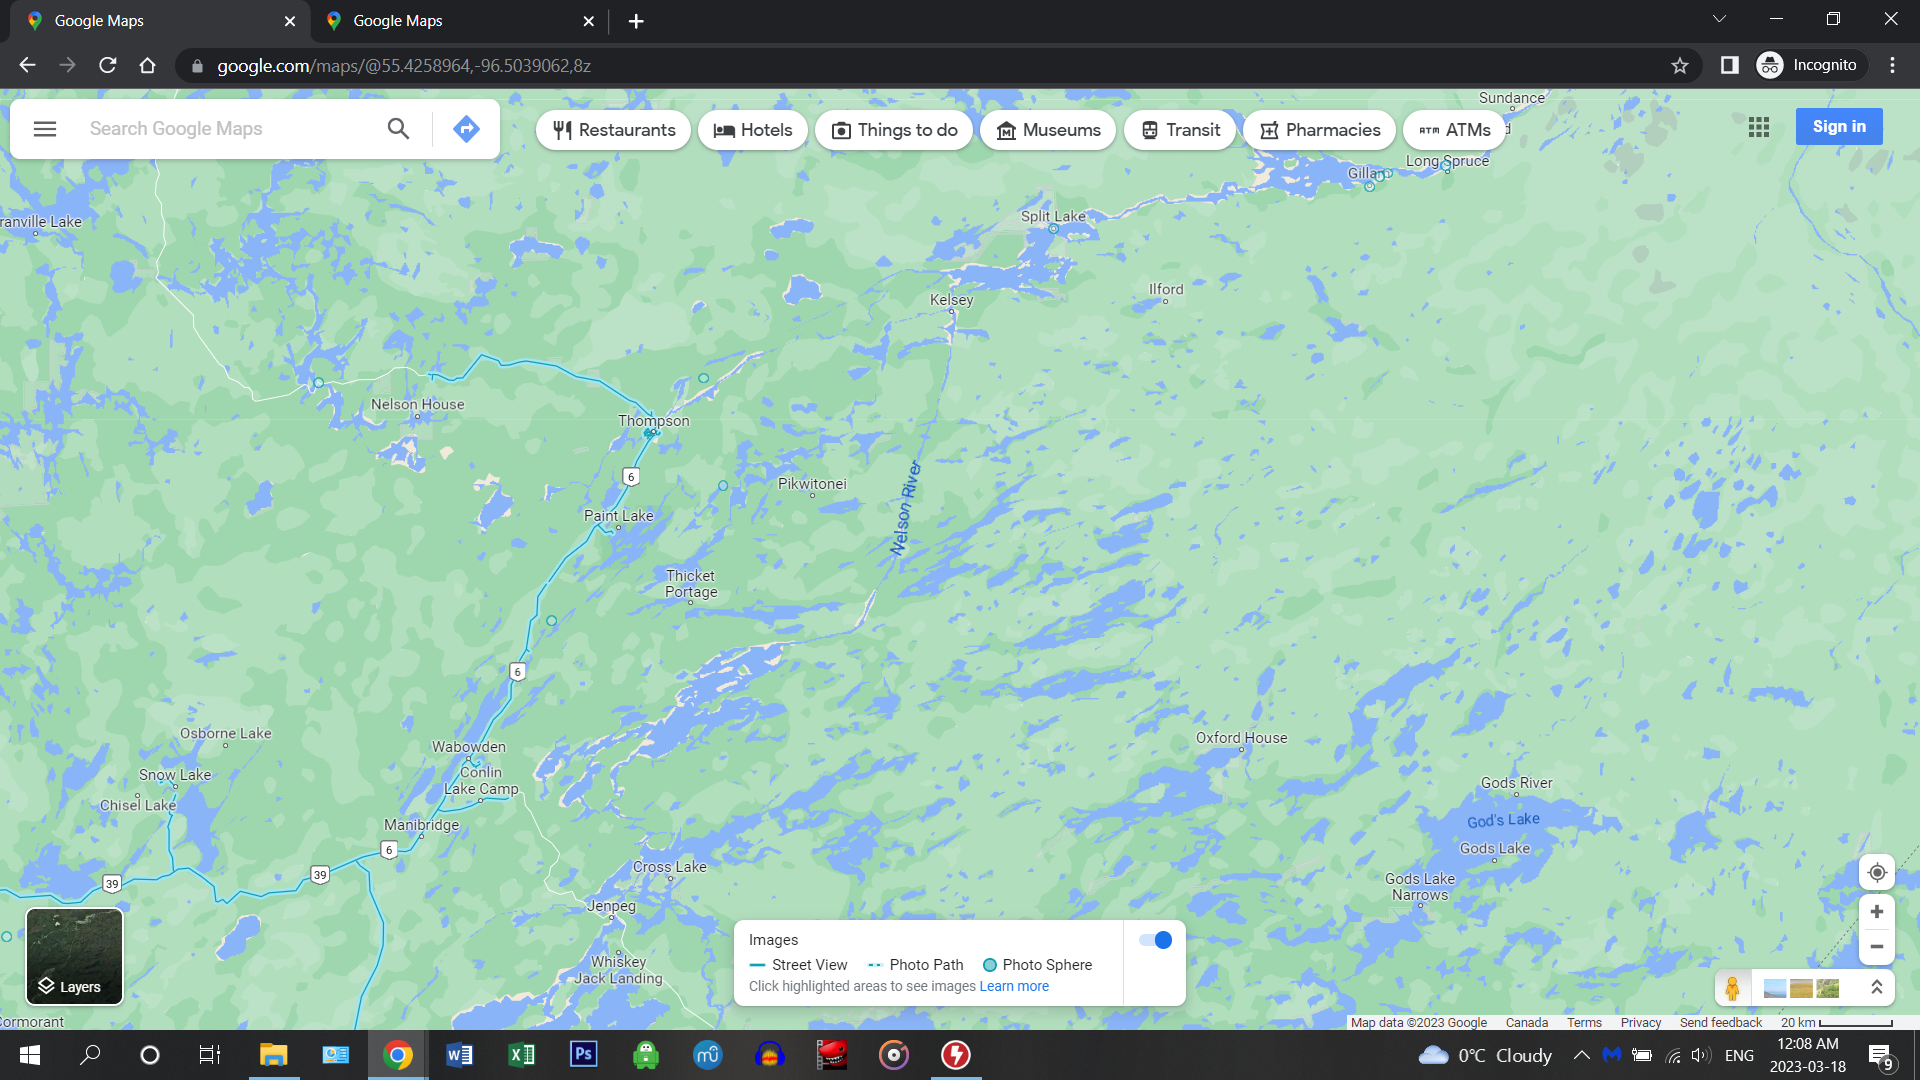 Google Maps
Google Maps
google.com/maps/@55.4258964,-96.5039062,8z
Incognito
Search Google Maps
Restaurants
Hotels
Things to do
Museums
Transit
Pharmacies
ATM ATMs
Sign in
Sundance
Long Spruce
Gillam
ranville Lake
Split Lake
Ilford
Kelsey
Nelson House
Thompson
6
Pikwitonei
Nelson River
Paint Lake
Thicket
Portage
6
Osborne Lake
Oxford House
Wabowden
Snow Lake
Conlin
Lake Camp
Chisel Lake
Gods River
Manibridge
God's Lake
6
Gods Lake
39
39
Cross Lake
Gods Lake
Narrows
Jenpeg
Whiskey
Jack Landing
Images
Street View
Photo Path
Photo Sphere
Click highlighted areas to see images Learn more
Layers
Cormorant
Map data ©2023 Google
Canada
Terms
Privacy
Send feedback
20 km
0°C Cloudy
ENG
12:08 AM
2023-03-18
9